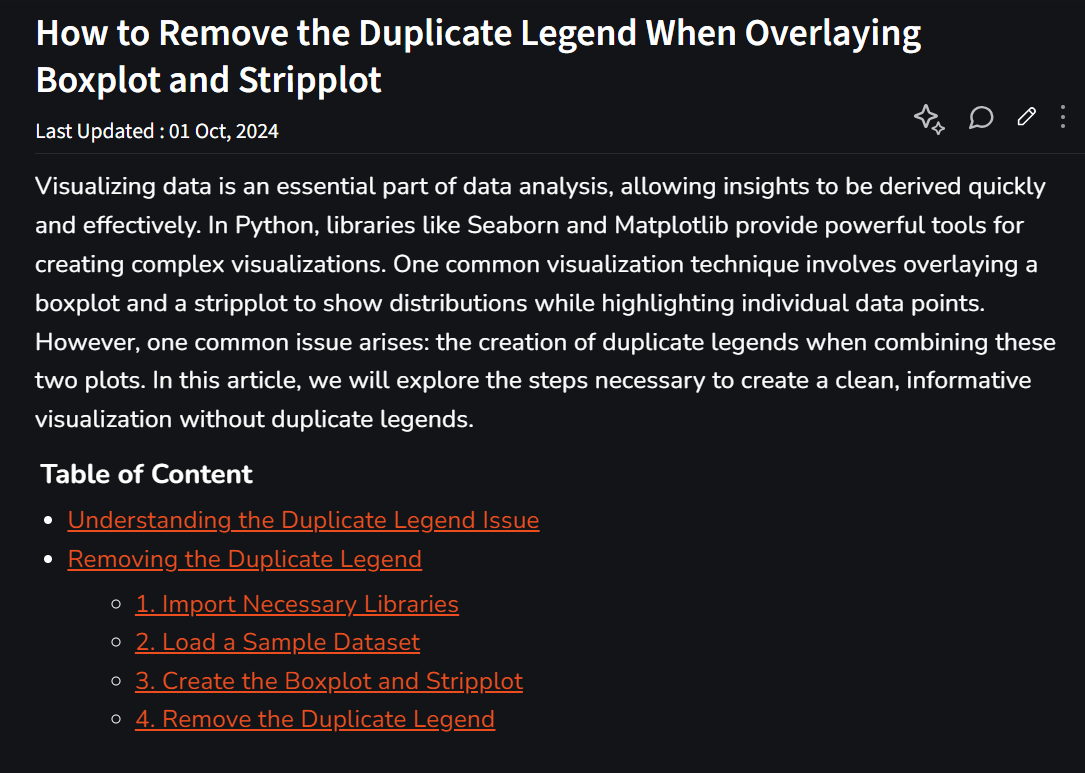 How to Remove the Duplicate Legend When Overlaying
Boxplot and Stripplot
Last Updated : 01 Oct, 2024
Visualizing data is an essential part of data analysis, allowing insights to be derived quickly
and effectively. In Python, libraries like Seaborn and Matplotlib provide powerful tools for
creating complex visualizations. One common visualization technique involves overlaying a
boxplot and a stripplot to show distributions while highlighting individual data points.
However, one common issue arises: the creation of duplicate legends when combining these
two plots. In this article, we will explore the steps necessary to create a clean, informative
visualization without duplicate legends.
Table of Content
Understanding the Duplicate Legend Issue
Removing the Duplicate Legend
1. Import Necessary Libraries
2. Load a Sample Dataset
3. Create the Boxplot and Stripplot
4. Remove the Duplicate Legend